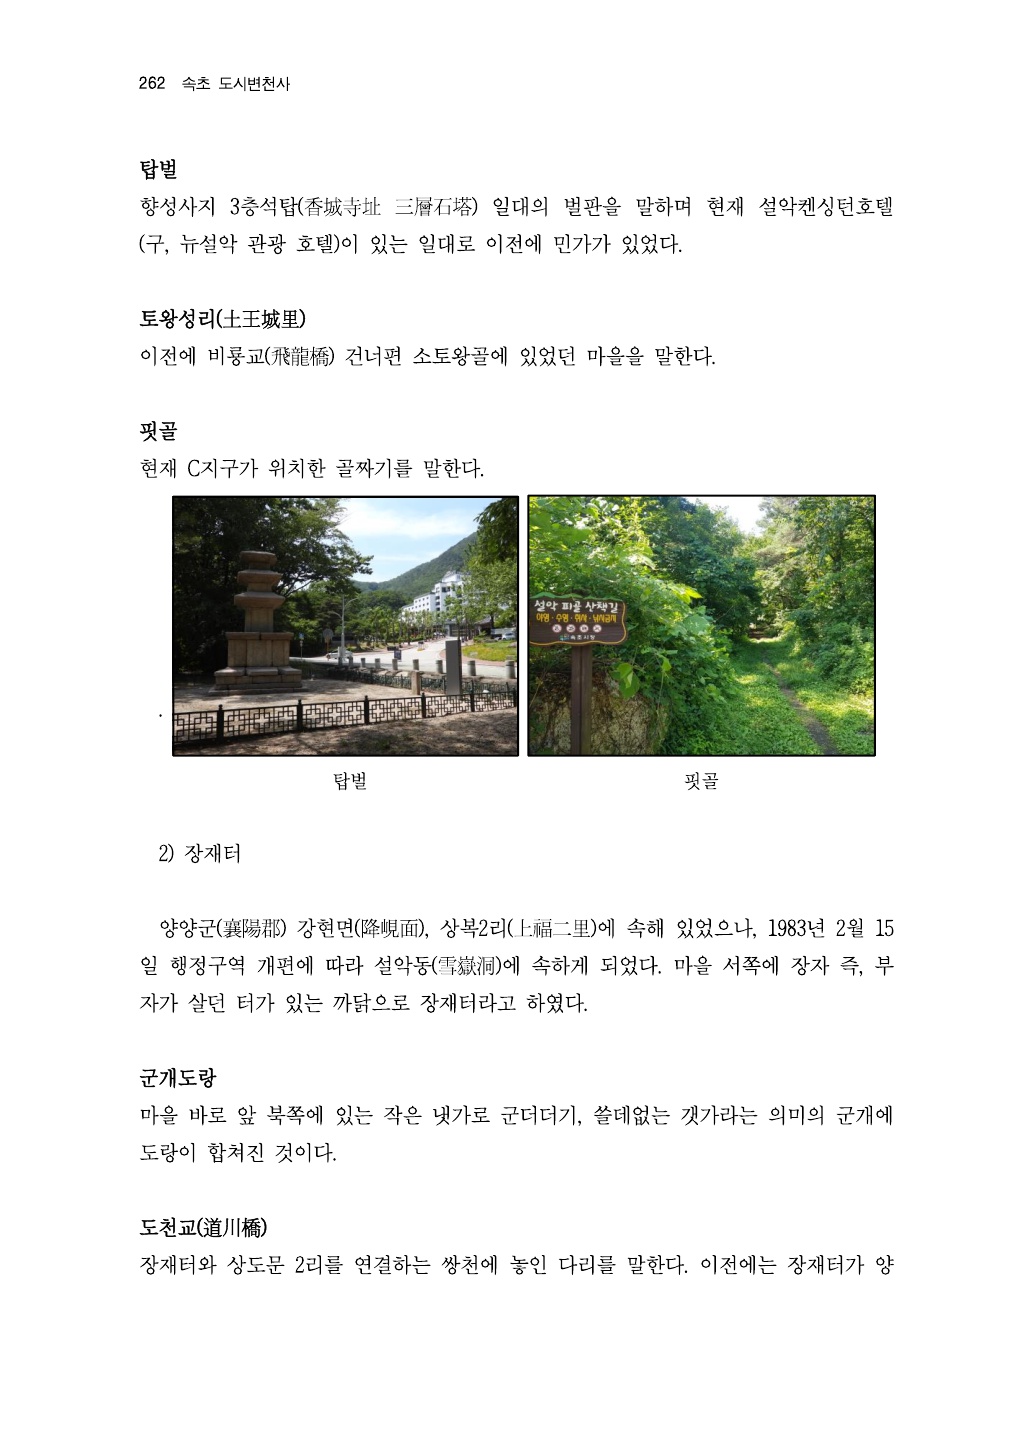 262 속초 도시변천사
탑벌
향성사지 3층석탑(香城寺址 三層石塔) 일대의 벌판을 말하며 현재 설악켄싱턴호텔
(구, 뉴설악 관광 호텔)이 있는 일대로 이전에 민가가 있었다.
토왕성리(土王城里)
이전에 비룡교(飛龍橋) 건너편 소토왕골에 있었던 마을을 말한다.
핏골
현재 C지구가 위치한 골짜기를 말한다.
설악 피골 산책길
야영·수영·취사·낚시금지
속초시장
.
탑벌
핏골
2) 장재터
양양군(襄陽郡) 강현면(降峴面), 상복2리(上福二里)에 속해 있었으나, 1983년 2월 15
일 행정구역 개편에 따라 설악동(雪嶽洞)에 속하게 되었다. 마을 서쪽에 장자 즉, 부
자가 살던 터가 있는 까닭으로 장재터라고 하였다.
군개도랑
마을 바로 앞 북쪽에 있는 작은 냇가로 군더더기, 쓸데없는 갯가라는 의미의 군개에
도랑이 합쳐진 것이다.
도천교(道川橋)
장재터와 상도문 2리를 연결하는 쌍천에 놓인 다리를 말한다. 이전에는 장재터가 양